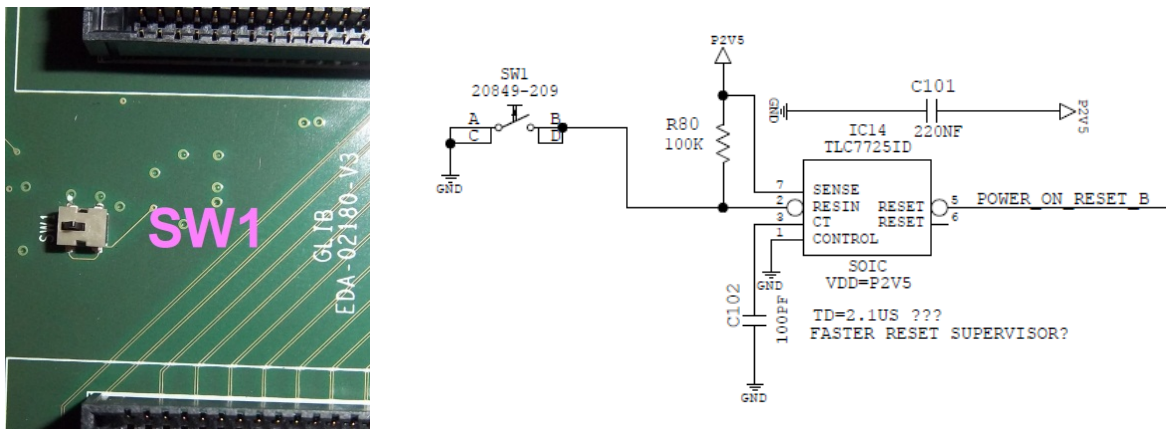 SW1
SW1
GLIB
EDA-02180-V3
P2V5
SW1
20849-209
A
B
C
D
GND
R80
100K
GND
C101
220NF
P2V5
IC14
TLC7725ID
7
SENSE
2
RESIN
RESET
5
POWER_ON_RESET_B
3
CT
RESET
6
1
CONTROL
GND
SOIC
VDD=P2V5
C102
100PF
TD=2.1US ???
FASTER RESET SUPERVISOR?
GND